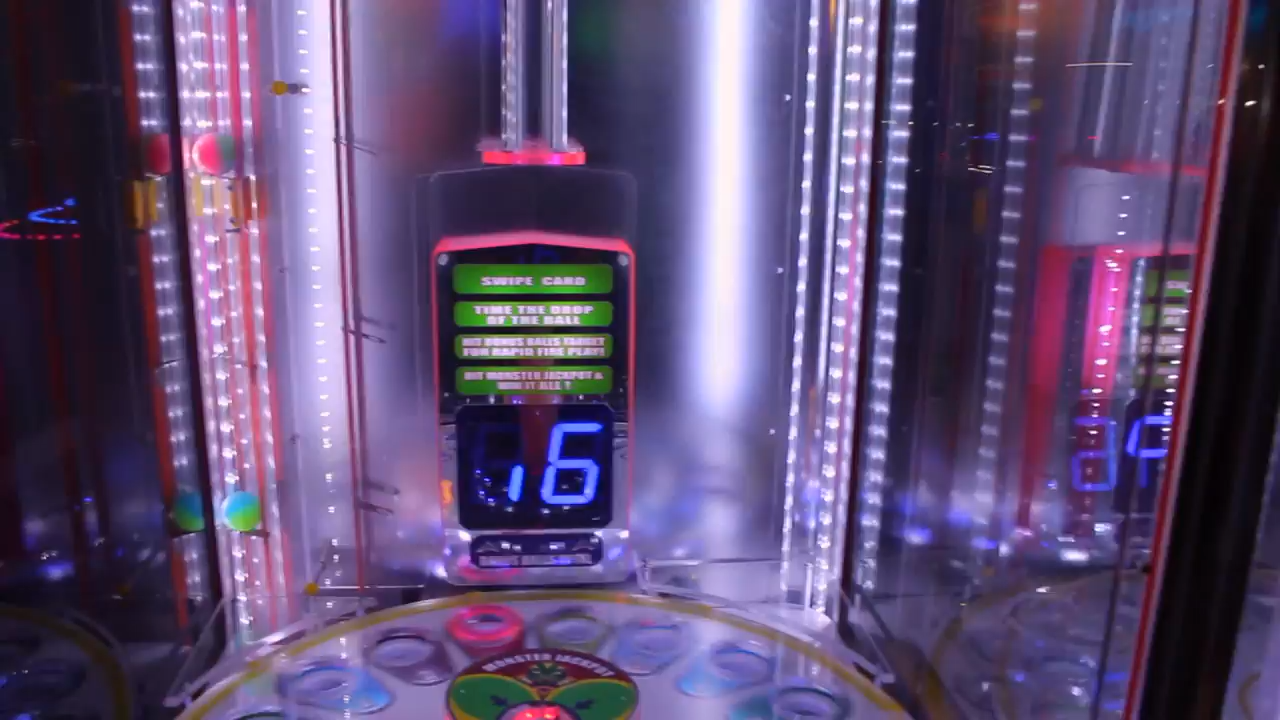 SWIPE CARD
TIME THE DROP
OF THE BALL
HIT BONUS BALLS TARGET
FOR RAPID FIRE PLAY!
HIT MONSTER JACKPOT &
WIN IT ALL !
16
MONSTER JACKPOT